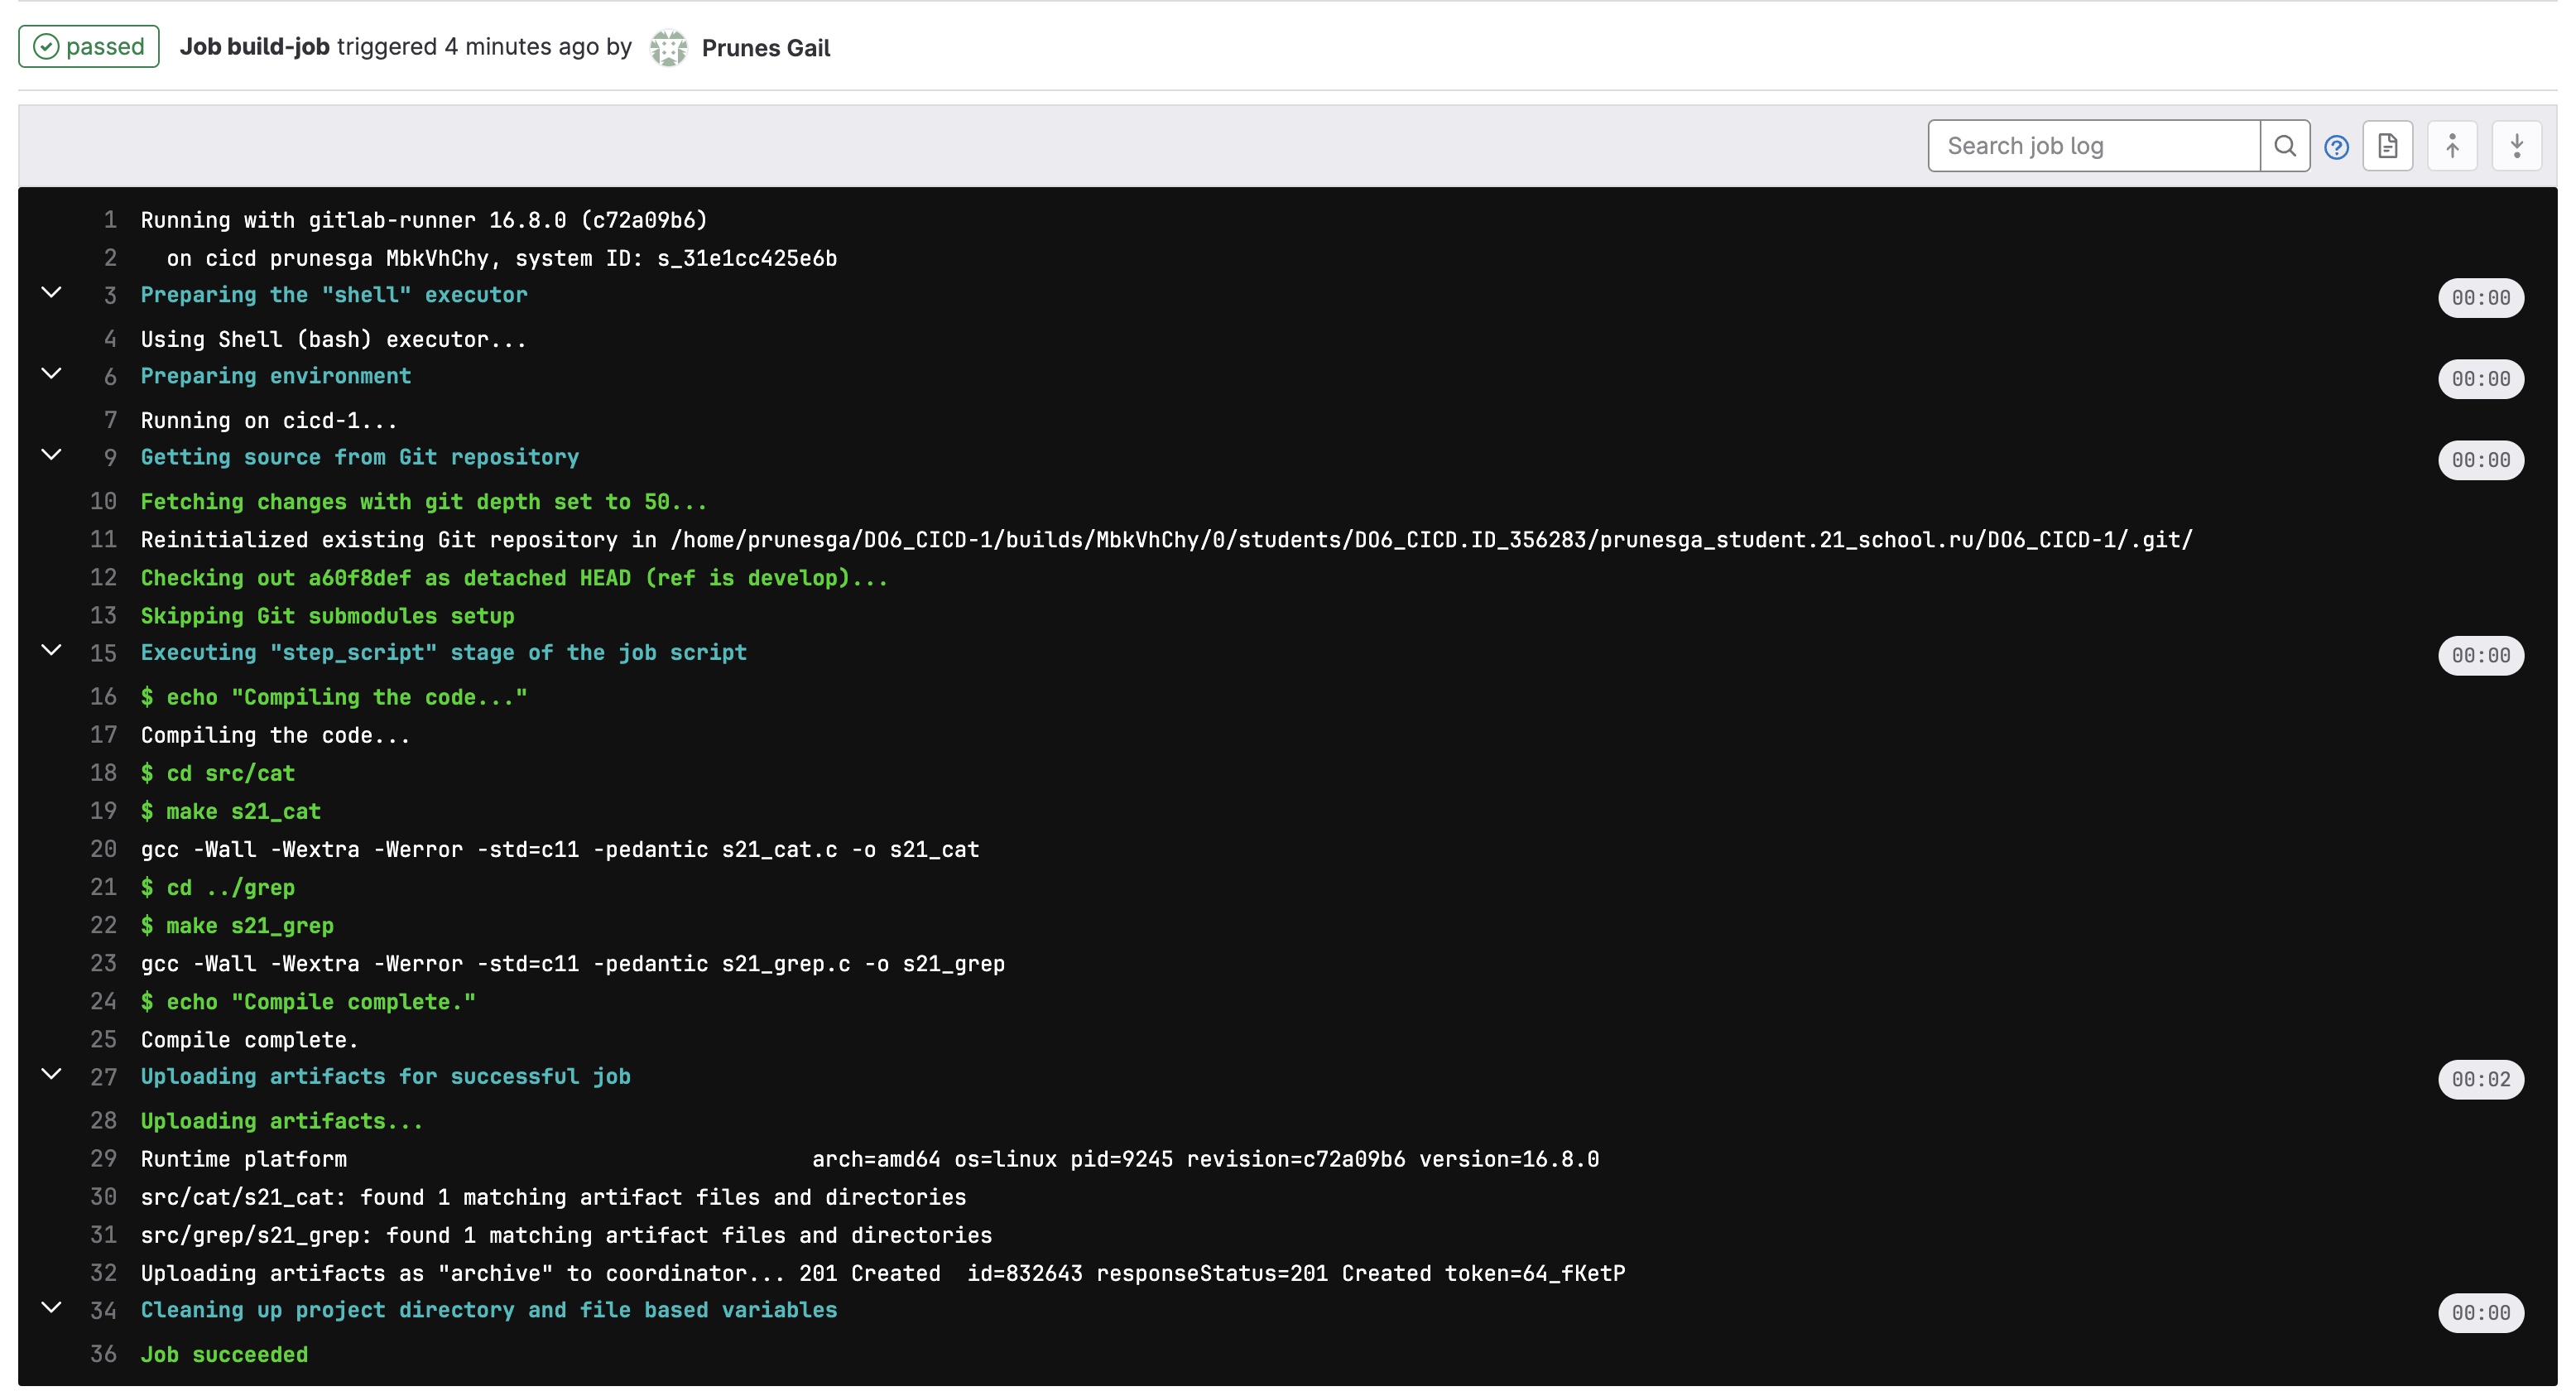 passed Job build-job triggered 4 minutes ago by Prunes Gail
Search job log
1 Running with gitlab-runner 16.8.0 (c72a09b6)
2 on cicd prunesga MbkVhChy, system ID: s_31e1cc425e6b
3 Preparing the "shell" executor 00:00
4 Using Shell (bash) executor...
6 Preparing environment 00:00
7 Running on cicd-1...
9 Getting source from Git repository 00:00
10 Fetching changes with git depth set to 50...
11 Reinitialized existing Git repository in /home/prunesga/DO6_CICD-1/builds/MbkVhChy/0/students/DO6_CICD.ID_356283/prunesga_student.21_school.ru/DO6_CICD-1/.git/
12 Checking out a60f8def as detached HEAD (ref is develop)...
13 Skipping Git submodules setup
15 Executing "step_script" stage of the job script 00:00
16 $ echo "Compiling the code..."
17 Compiling the code...
18 $ cd src/cat
19 $ make s21_cat
20 gcc -Wall -Wextra -Werror -std=c11 -pedantic s21_cat.c -o s21_cat
21 $ cd ../grep
22 $ make s21_grep
23 gcc -Wall -Wextra -Werror -std=c11 -pedantic s21_grep.c -o s21_grep
24 $ echo "Compile complete."
25 Compile complete.
27 Uploading artifacts for successful job 00:02
28 Uploading artifacts...
29 Runtime platform arch=amd64 os=linux pid=9245 revision=c72a09b6 version=16.8.0
30 src/cat/s21_cat: found 1 matching artifact files and directories
31 src/grep/s21_grep: found 1 matching artifact files and directories
32 Uploading artifacts as "archive" to coordinator... 201 Created id=832643 responseStatus=201 Created token=64_fKetP
34 Cleaning up project directory and file based variables 00:00
36 Job succeeded